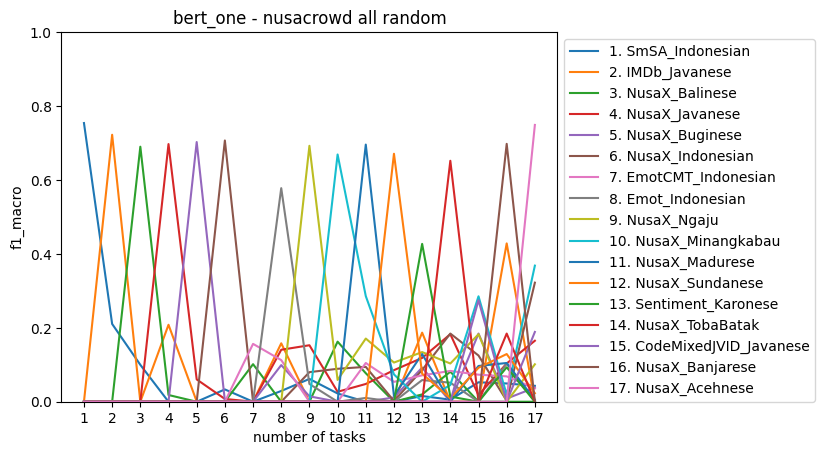 bert_one - nusacrowd all random
1.0
0.8
0.6
0.4
0.2
0.0
f1_macro
1 2 3 4 5 6 7 8 9 10 11 12 13 14 15 16 17
number of tasks
1. SmSA_Indonesian
2. IMDb_Javanese
3. NusaX_Balinese
4. NusaX_Javanese
5. NusaX_Buginese
6. NusaX_Indonesian
7. EmotCMT_Indonesian
8. Emot_Indonesian
9. NusaX_Ngaju
10. NusaX_Minangkabau
11. NusaX_Madurese
12. NusaX_Sundanese
13. Sentiment_Karonese
14. NusaX_TobaBatak
15. CodeMixedJVID_Javanese
16. NusaX_Banjarese
17. NusaX_Acehnese